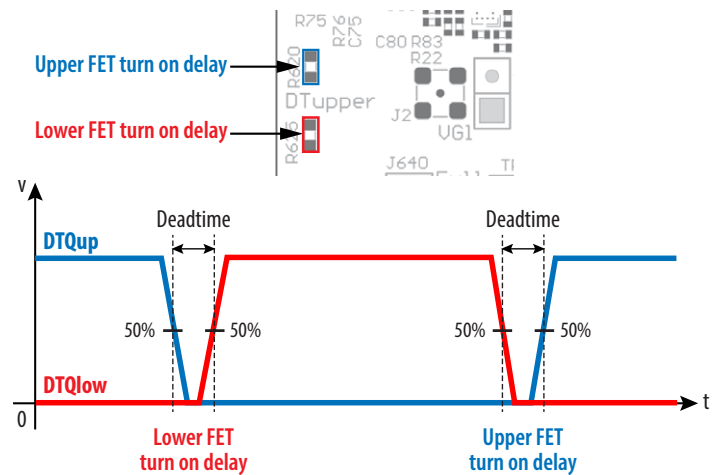 R75
R76
C75
C80 R83
R22
Upper FET turn on delay
R620
DTupper
Lower FET turn on delay
R625
J2
VG1
J640
v
Deadtime
Deadtime
DTQup
50%
50%
50%
50%
DTQlow
0
t
Lower FET
turn on delay
Upper FET
turn on delay